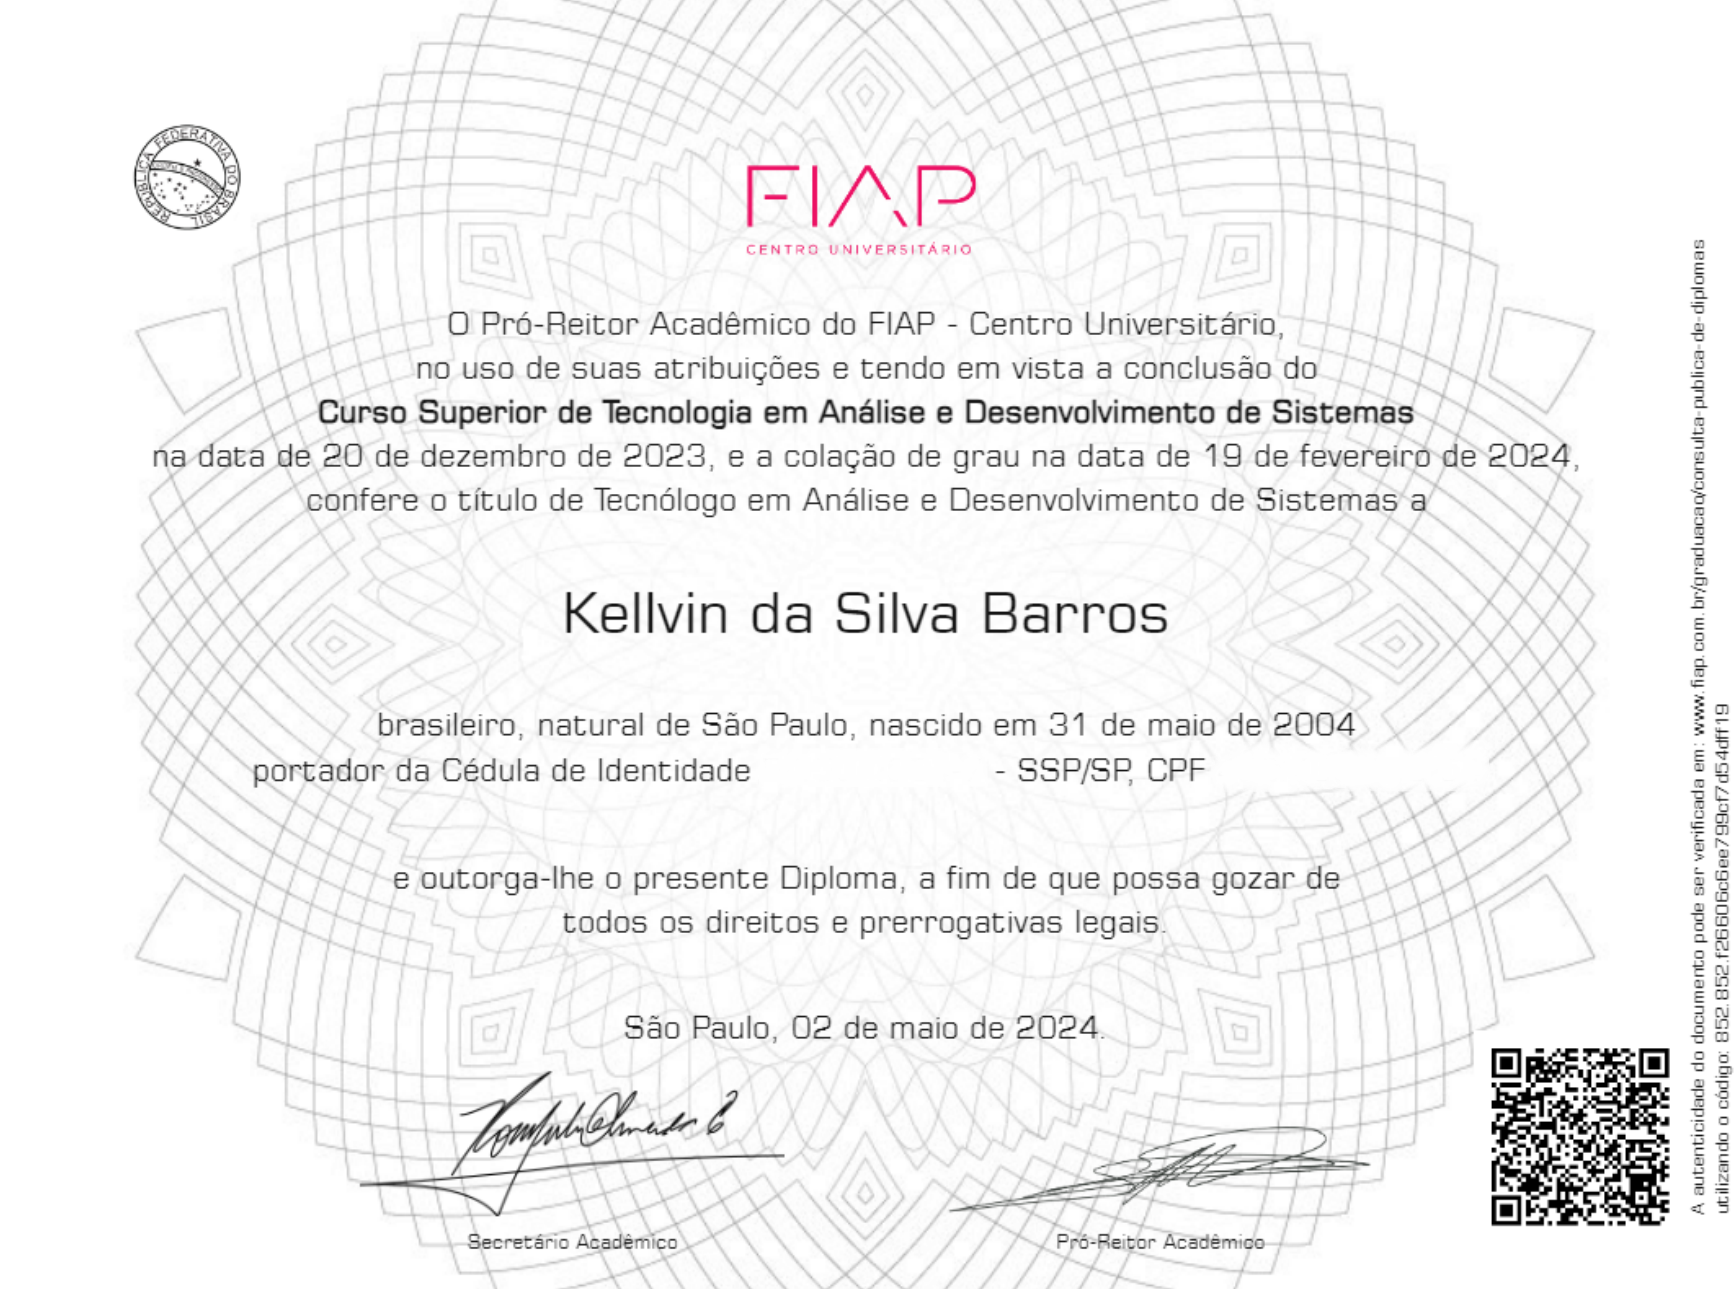 REPÚBLICA FEDERATIVA DO BRASIL
FIAP
CENTRO UNIVERSITÁRIO
O Pró-Reitor Acadêmico do FIAP - Centro Universitário,
no uso de suas atribuições e tendo em vista a conclusão do
Curso Superior de Tecnologia em Análise e Desenvolvimento de Sistemas
na data de 20 de dezembro de 2023, e a colação de grau na data de 19 de fevereiro de 2024,
confere o título de Tecnólogo em Análise e Desenvolvimento de Sistemas a
Kellvin da Silva Barros
brasileiro, natural de São Paulo, nascido em 31 de maio de 2004
portador da Cédula de Identidade - SSP/SP, CPF
e outorga-lhe o presente Diploma, a fim de que possa gozar de
todos os direitos e prerrogativas legais.
São Paulo, 02 de maio de 2024.
Secretário Acadêmico
Pró-Reitor Acadêmico
A autenticidade do documento pode ser verificada em: www.fiap.com.br/graduacao/consulta-publica-de-diplomas
utilizando o código: 852.852.f26606c6ee799cf7d54dff19